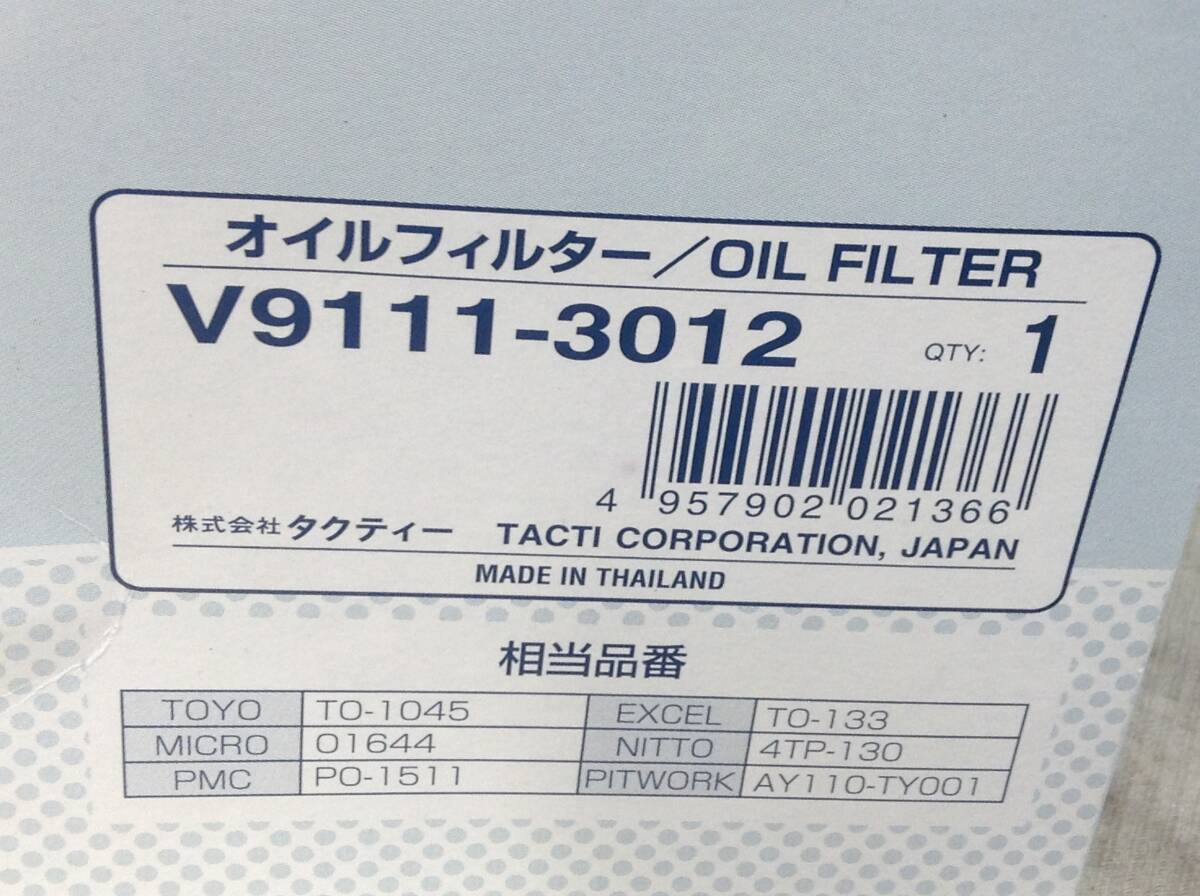 オイルフィルター/OIL FILTER
V9111-3012 QTY: 1
4 957902 021366
株式会社 タクティー TACTI CORPORATION, JAPAN
MADE IN THAILAND
相当品番
TOYO TO-1045 EXCEL TO-133
MICRO O1644 NITTO 4TP-130
PMC PO-1511 PITWORK AY110-TY001